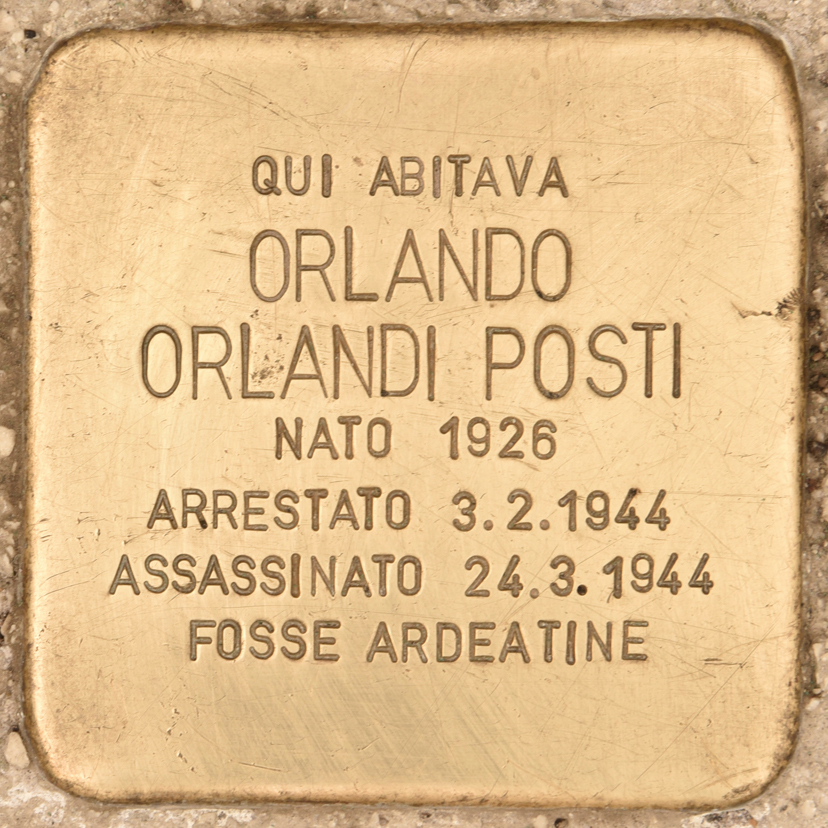 QUI ABITAVA
ORLANDO
ORLANDI POSTI
NATO 1926
ARRESTATO 3.2.1944
ASSASSINATO 24.3.1944
FOSSE ARDEATINE